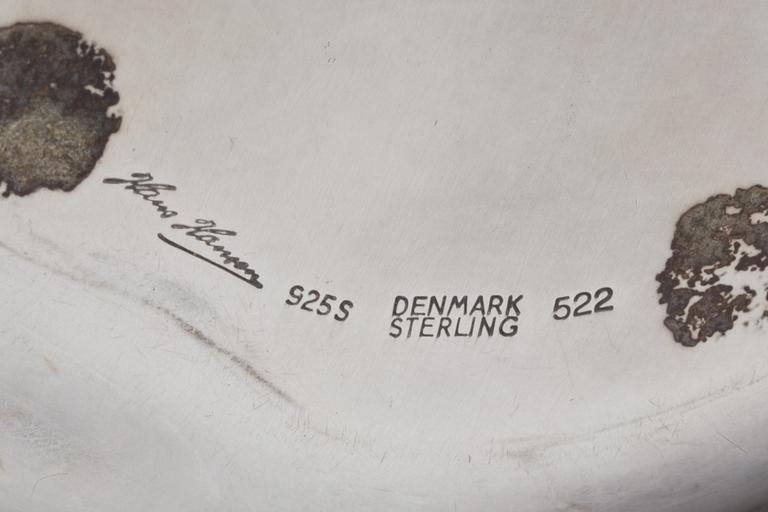 Hans Hansen
925S
DENMARK
STERLING
522